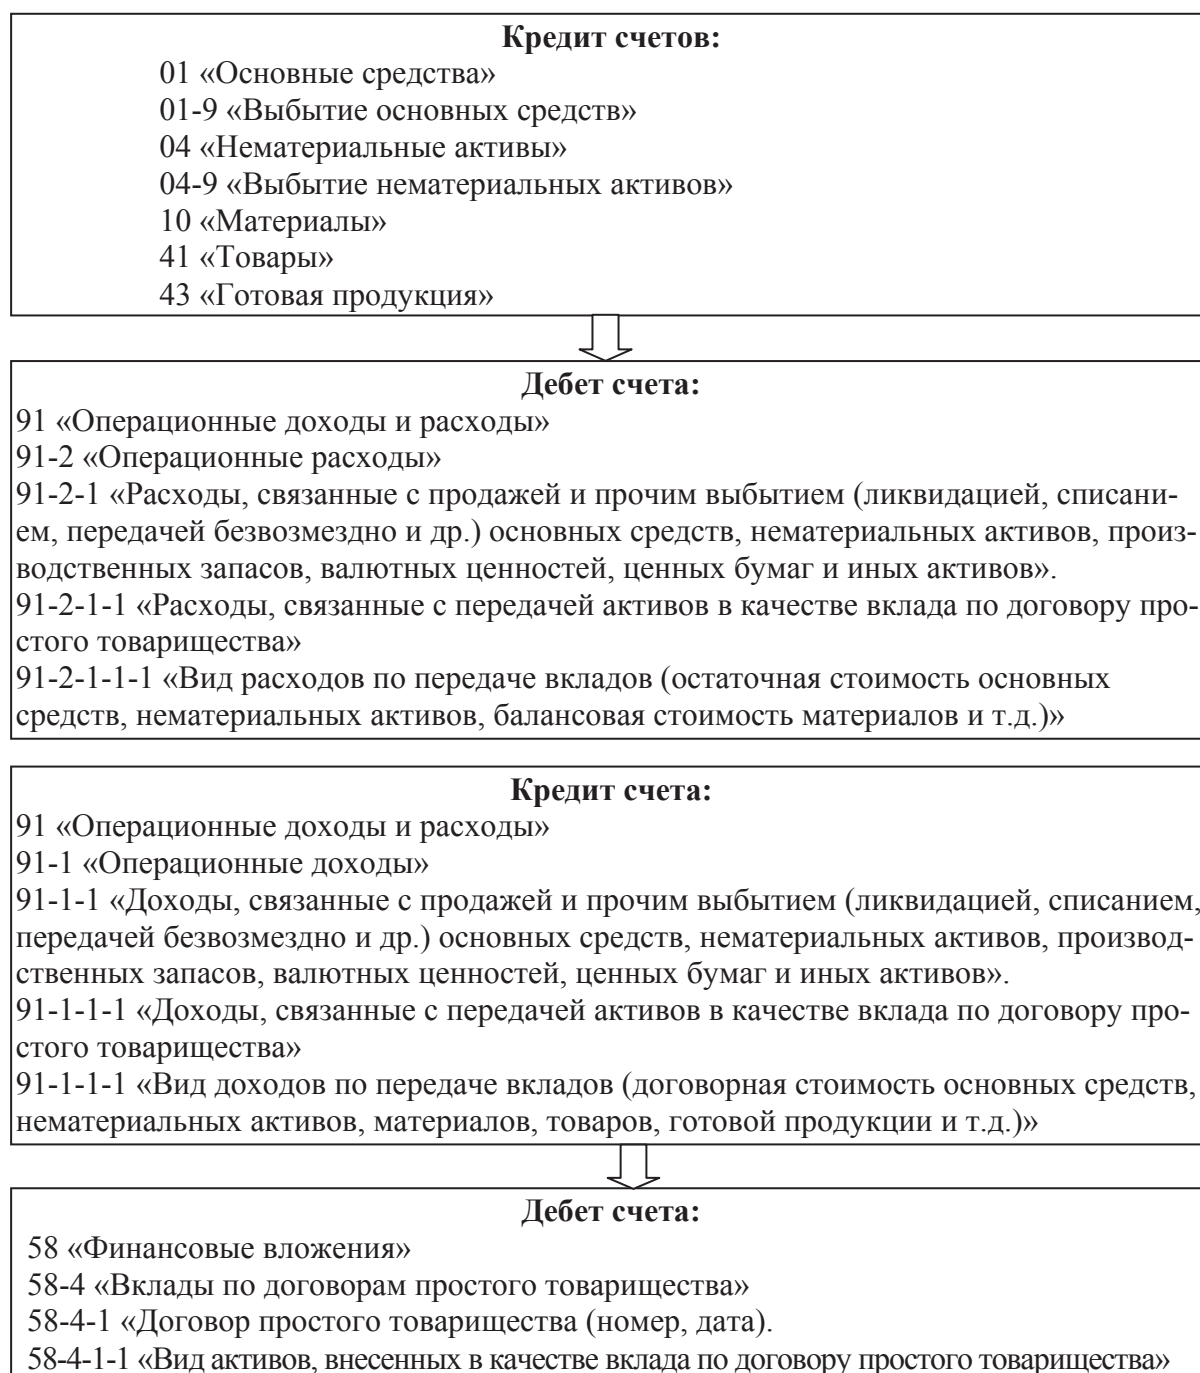 Кредит счетов:
01 «Основные средства»
01-9 «Выбытие основных средств»
04 «Нематериальные активы»
04-9 «Выбытие нематериальных активов»
10 «Материалы»
41 «Товары»
43 «Готовая продукция»
Дебет счета:
91 «Операционные доходы и расходы»
91-2 «Операционные расходы»
91-2-1 «Расходы, связанные с продажей и прочим выбытием (ликвидацией, списани-
ем, передачей безвозмездно и др.) основных средств, нематериальных активов, произ-
водственных запасов, валютных ценностей, ценных бумаг и иных активов».
91-2-1-1 «Расходы, связанные с передачей активов в качестве вклада по договору про-
стого товарищества»
91-2-1-1-1 «Вид расходов по передаче вкладов (остаточная стоимость основных
средств, нематериальных активов, балансовая стоимость материалов и т.д.)»
Кредит счета:
91 «Операционные доходы и расходы»
91-1 «Операционные доходы»
91-1-1 «Доходы, связанные с продажей и прочим выбытием (ликвидацией, списанием,
передачей безвозмездно и др.) основных средств, нематериальных активов, производ-
ственных запасов, валютных ценностей, ценных бумаг и иных активов».
91-1-1-1 «Доходы, связанные с передачей активов в качестве вклада по договору про-
стого товарищества»
91-1-1-1 «Вид доходов по передаче вкладов (договорная стоимость основных средств,
нематериальных активов, материалов, товаров, готовой продукции и т.д.)»
Дебет счета:
58 «Финансовые вложения»
58-4 «Вклады по договорам простого товарищества»
58-4-1 «Договор простого товарищества (номер, дата).
58-4-1-1 «Вид активов, внесенных в качестве вклада по договору простого товарищества»